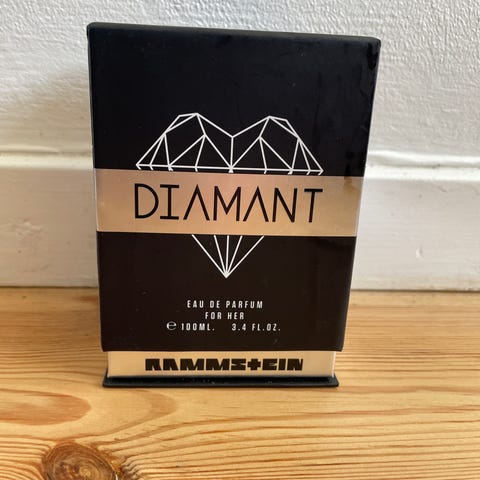 DIAMANT
EAU DE PARFUM
FOR HER
℮ 100ML. 3.4 FL.OZ.
RAMMSTEIN